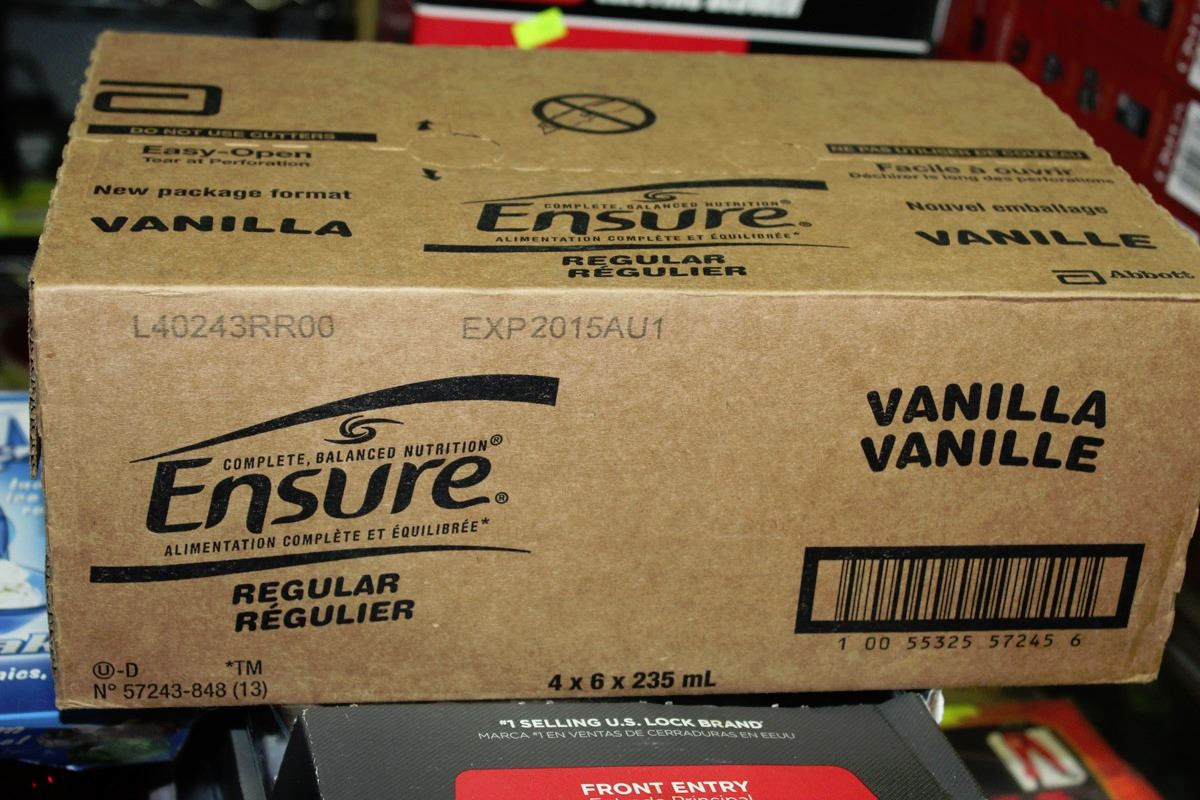 DO NOT USE CUTTERS
Easy-Open
Tear at Perforation
New package format
VANILLA
COMPLETE, BALANCED NUTRITION®
Ensure®
ALIMENTATION COMPLÈTE ET ÉQUILIBRÉE*
REGULAR
RÉGULIER
NE PAS UTILISER DE COUTEAU
Facile à ouvrir
Déchirer le long des perforations
Nouvel emballage
VANILLE
Abbott
L40243RR00 EXP2015AU1
COMPLETE, BALANCED NUTRITION®
Ensure®
ALIMENTATION COMPLÈTE ET ÉQUILIBRÉE*
REGULAR
RÉGULIER
VANILLA
VANILLE
1 00 55325 57245 6
Ⓤ-D *TM
N° 57243-848 (13)
4 x 6 x 235 mL
#1 SELLING U.S. LOCK BRAND*
MARCA #1 EN VENTAS DE CERRADURAS EN EEUU
FRONT ENTRY
Entrada Principal